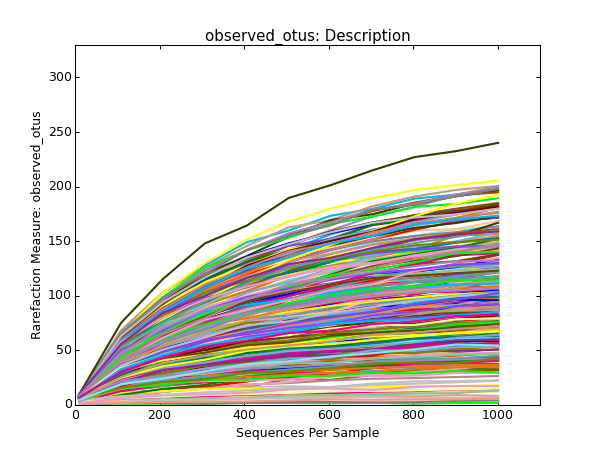 observed_otus: Description
Rarefaction Measure: observed_otus
300
250
200
150
100
50
0
0 200 400 600 800 1000
Sequences Per Sample